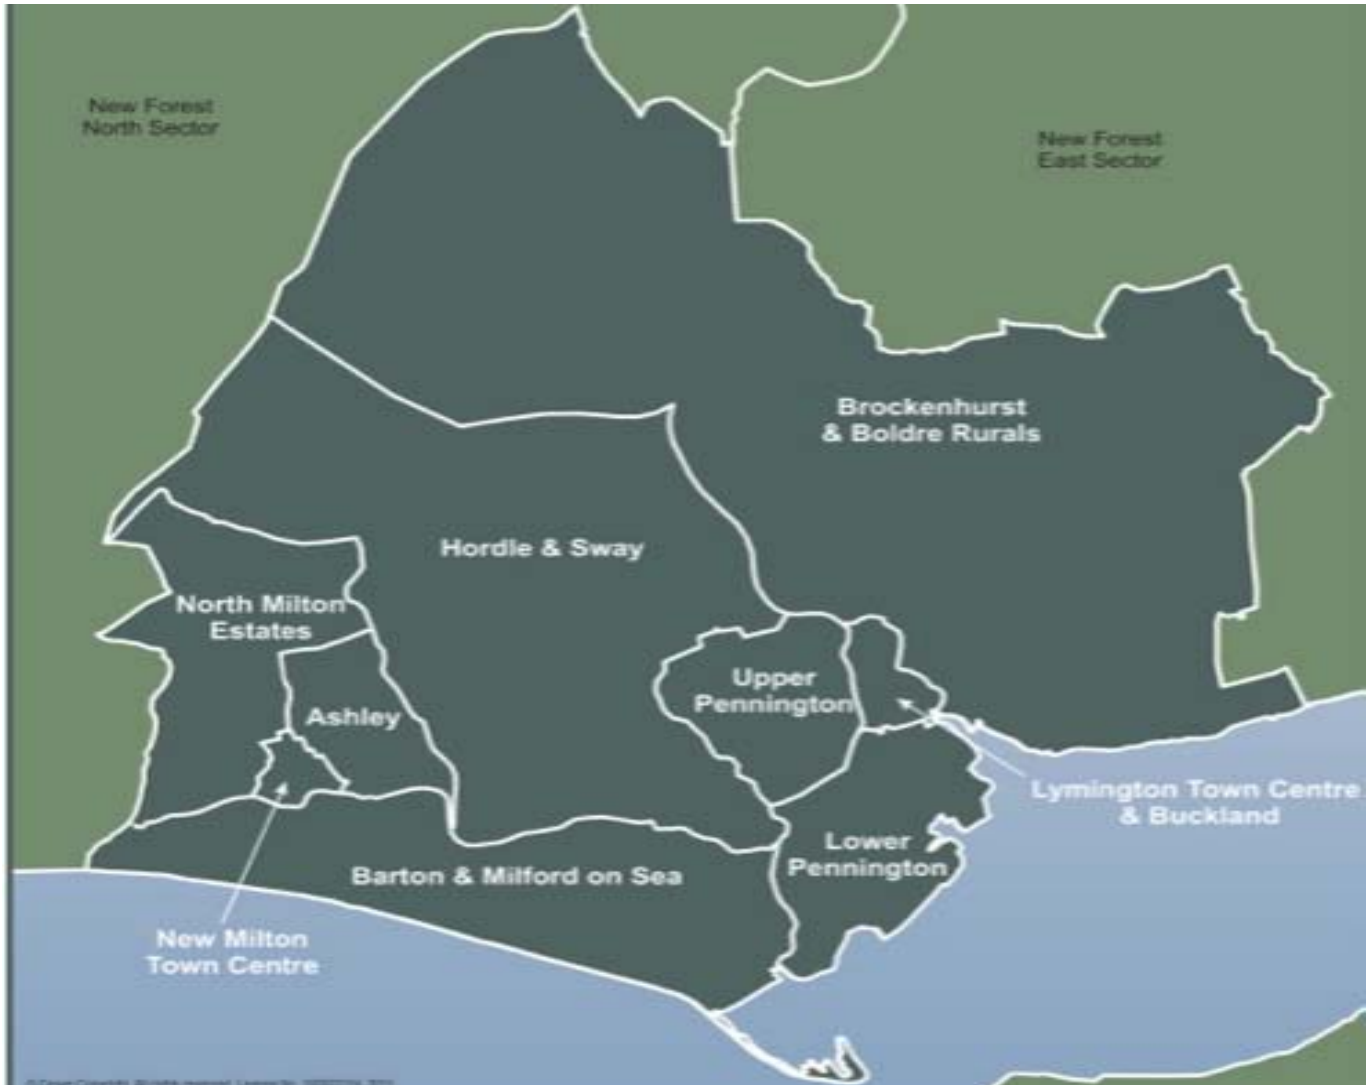 New Forest
North Sector
New Forest
East Sector
Brockenhurst
& Boldre Rurals
Hordle & Sway
North Milton
Estates
Upper
Pennington
Ashley
Lymington Town Centre
& Buckland
Lower
Pennington
Barton & Milford on Sea
New Milton
Town Centre